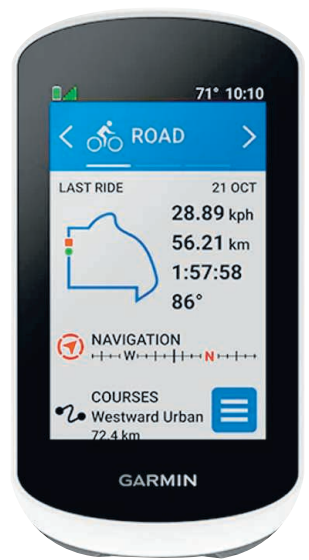 71° 10:10
ROAD
LAST RIDE 21 OCT
28.89 kph
56.21 km
1:57:58
86°
NAVIGATION
W N
COURSES
Westward Urban
72.4 km
GARMIN